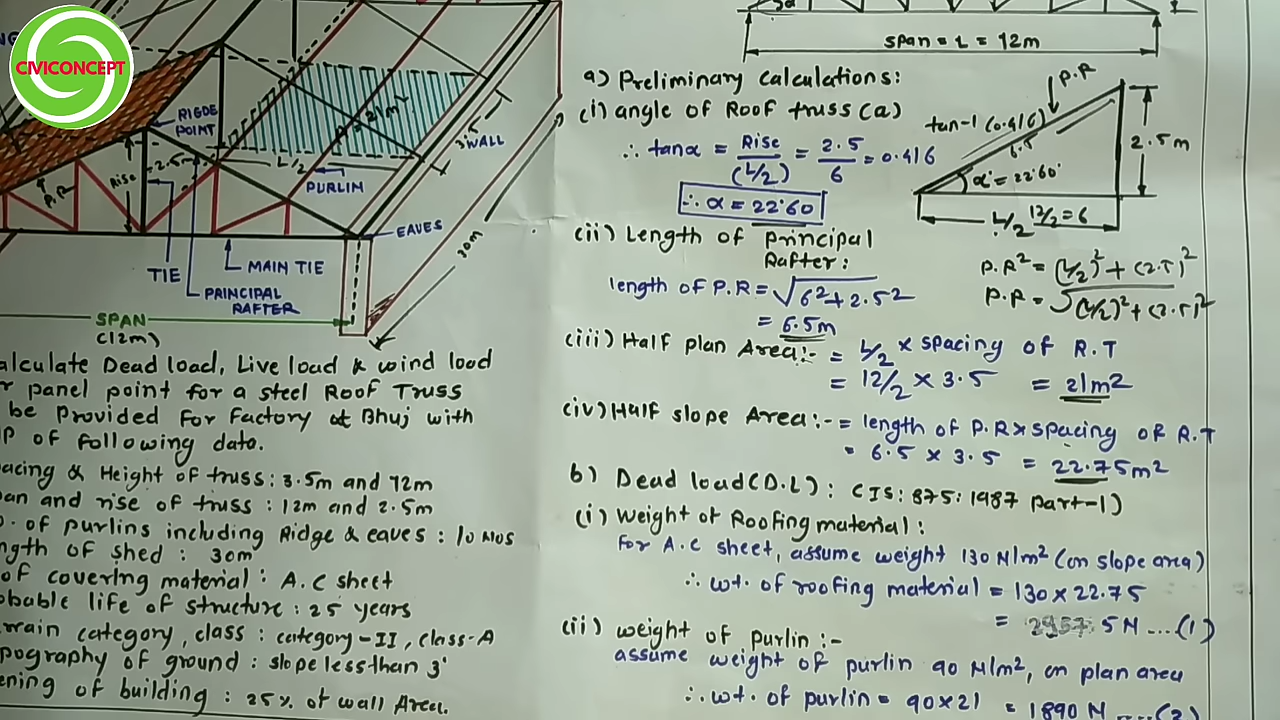 CIVICONCEPT
RIGDE
POINT
Rise
2.5m
P.R
L/2
A = 21m²
3.5
WALL
PURLIN
EAVES
TIE
MAIN TIE
PRINCIPAL
RAFTER
30m
SPAN
(12m)
alculate Dead load, Live load & wind load
r panel point for a steel Roof Truss
be provided for factory at Bhuj with
P of following data.
acing & Height of truss: 3.5m and 12m
an and rise of truss : 12m and 2.5m
. of purlins including Ridge & eaves : 10 nos
ngth of shed : 30m
of covering material : A.C sheet
obable life of structure : 25 years
rrain category, class : category-II, class-A
pography of ground : slope less than 3°
ening of building : 25% of wall Area.
span = L = 12m
a) Preliminary calculations:
(i) angle of Roof truss (α)
∴ tanα = Rise/(L/2) = 2.5/6 = 0.416
∴ α = 22.60
P.R
tan-1 (0.416)
6.5
2.5m
α = 22.60
L/2 12/2 = 6
(ii) Length of principal
Rafter:
length of P.R = √6²+2.5²
= 6.5m
P.R² = (L/2)² + (2.5)²
P.R = √(L/2)² + (2.5)²
(iii) Half plan Area:- = L/2 × spacing of R.T
= 12/2 × 3.5 = 21m²
(iv) Half slope Area:- = length of P.R × spacing of R.T
= 6.5 × 3.5 = 22.75m²
b) Dead load (D.L): (IS: 875: 1987 part-1)
(i) Weight of Roofing material:
for A.C sheet, assume weight 130 N/m² (on slope area)
∴ wt. of roofing material = 130 × 22.75
= 2957.5N ....(1)
(ii) weight of purlin :-
assume weight of purlin 90 N/m², on plan area
∴ wt. of purlin = 90×21 = 1890 N ....(2)